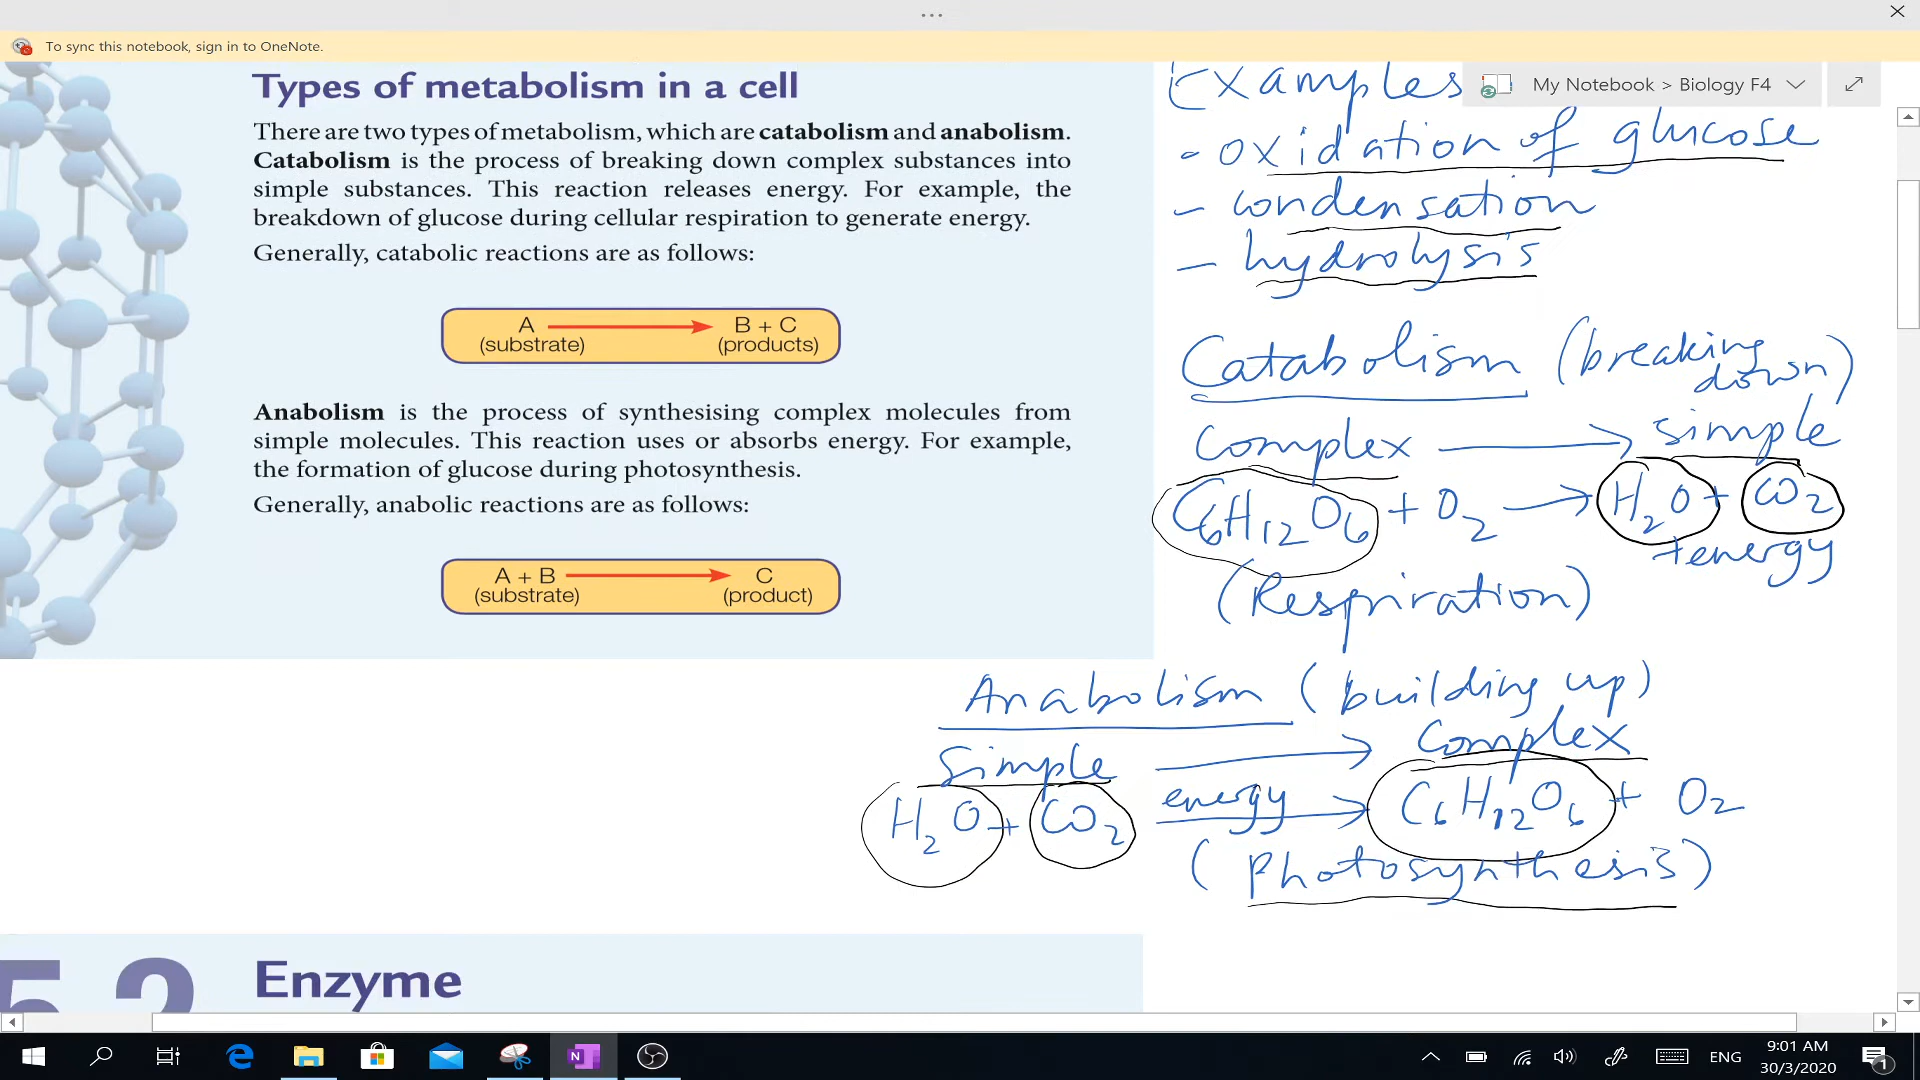 To sync this notebook, sign in to OneNote.
My Notebook > Biology F4
Types of metabolism in a cell
There are two types of metabolism, which are catabolism and anabolism.
Catabolism is the process of breaking down complex substances into
simple substances. This reaction releases energy. For example, the
breakdown of glucose during cellular respiration to generate energy.
Generally, catabolic reactions are as follows:
A B + C
(substrate) (products)
Anabolism is the process of synthesising complex molecules from
simple molecules. This reaction uses or absorbs energy. For example,
the formation of glucose during photosynthesis.
Generally, anabolic reactions are as follows:
A + B C
(substrate) (product)
Examples
- oxidation of glucose
- condensation
- hydrolysis
Catabolism (breaking
down)
Complex → simple
C6H12O6 + O2 → H2O + CO2
+energy
(Respiration)
Anabolism (building up)
Simple → Complex
H2O + CO2 energy → C6H12O6 + O2
(Photosynthesis)
5.2 Enzyme
ENG
9:01 AM
30/3/2020
1